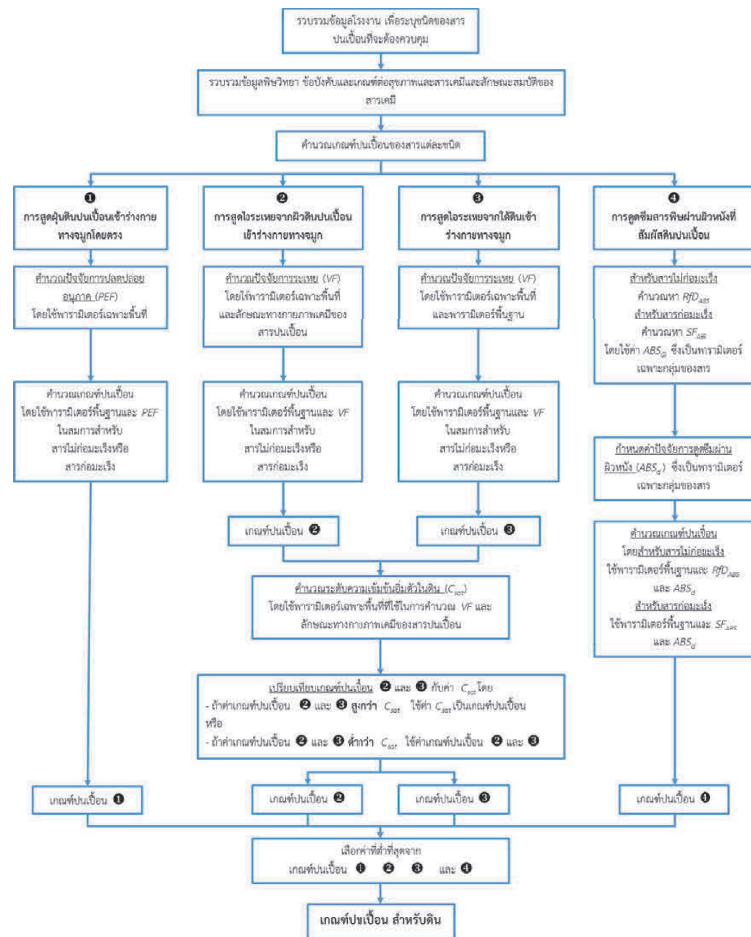 รวบรวมข้อมูลโรงงาน เพื่อระบุชนิดของสาร
ปนเปื้อนที่จะต้องควบคุม
รวบรวมข้อมูลพิษวิทยา ข้อบังคับและเกณฑ์ต่อสุขภาพและสารเคมีและลักษณะสมบัติของ
สารเคมี
คำนวณเกณฑ์ปนเปื้อนของสารแต่ละชนิด
❶
การสูดฝุ่นดินปนเปื้อนเข้าร่างกาย
ทางจมูกโดยตรง
คำนวณปัจจัยการปลดปล่อย
อนุภาค (PEF)
โดยใช้พารามิเตอร์เฉพาะพื้นที่
คำนวณเกณฑ์ปนเปื้อน
โดยใช้พารามิเตอร์พื้นฐานและ PEF
ในสมการสำหรับ
สารไม่ก่อมะเร็งหรือ
สารก่อมะเร็ง
❷
การสูดไอระเหยจากผิวดินปนเปื้อน
เข้าร่างกายทางจมูก
คำนวณปัจจัยการระเหย (VF)
โดยใช้พารามิเตอร์เฉพาะพื้นที่
และลักษณะทางกายภาพเคมีของ
สารปนเปื้อน
คำนวณเกณฑ์ปนเปื้อน
โดยใช้พารามิเตอร์พื้นฐานและ VF
ในสมการสำหรับ
สารไม่ก่อมะเร็งหรือ
สารก่อมะเร็ง
เกณฑ์ปนเปื้อน ❷
❸
การสูดไอระเหยจากใต้ดินเข้า
ร่างกายทางจมูก
คำนวณปัจจัยการระเหย (VF)
โดยใช้พารามิเตอร์เฉพาะพื้นที่
และพารามิเตอร์พื้นฐาน
คำนวณเกณฑ์ปนเปื้อน
โดยใช้พารามิเตอร์พื้นฐานและ VF
ในสมการสำหรับ
สารไม่ก่อมะเร็งหรือ
สารก่อมะเร็ง
เกณฑ์ปนเปื้อน ❸
❹
การดูดซึมสารพิษผ่านผิวหนังที่
สัมผัสดินปนเปื้อน
สำหรับสารไม่ก่อมะเร็ง
คำนวณหา RfD_ABS
สำหรับสารก่อมะเร็ง
คำนวณหา SF_ABS
โดยใช้ค่า ABS_GI ซึ่งเป็นพารามิเตอร์
เฉพาะกลุ่มของสาร
กำหนดค่าปัจจัยการดูดซึมผ่าน
ผิวหนัง (ABS_d) ซึ่งเป็นพารามิเตอร์
เฉพาะกลุ่มของสาร
คำนวณเกณฑ์ปนเปื้อน
โดยสำหรับสารไม่ก่อมะเร็ง
ใช้พารามิเตอร์พื้นฐานและ RfD_ABS
และ ABS_d
สำหรับสารก่อมะเร็ง
ใช้พารามิเตอร์พื้นฐานและ SF_ABS
และ ABS_d
คำนวณระดับความเข้มข้นอิ่มตัวในดิน (C_sat)
โดยใช้พารามิเตอร์เฉพาะพื้นที่ที่ใช้ในการคำนวณ VF และ
ลักษณะทางกายภาพเคมีของสารปนเปื้อน
เปรียบเทียบเกณฑ์ปนเปื้อน ❷ และ ❸ กับค่า C_sat โดย
- ถ้าค่าเกณฑ์ปนเปื้อน ❷ และ ❸ สูงกว่า C_sat ใช้ค่า C_sat เป็นเกณฑ์ปนเปื้อน
หรือ
- ถ้าค่าเกณฑ์ปนเปื้อน ❷ และ ❸ ต่ำกว่า C_sat ใช้ค่าเกณฑ์ปนเปื้อน ❷ และ ❸
เกณฑ์ปนเปื้อน ❶
เกณฑ์ปนเปื้อน ❷
เกณฑ์ปนเปื้อน ❸
เกณฑ์ปนเปื้อน ❹
เลือกค่าที่ต่ำที่สุดจาก
เกณฑ์ปนเปื้อน ❶ ❷ ❸ และ ❹
เกณฑ์ปนเปื้อน สำหรับดิน